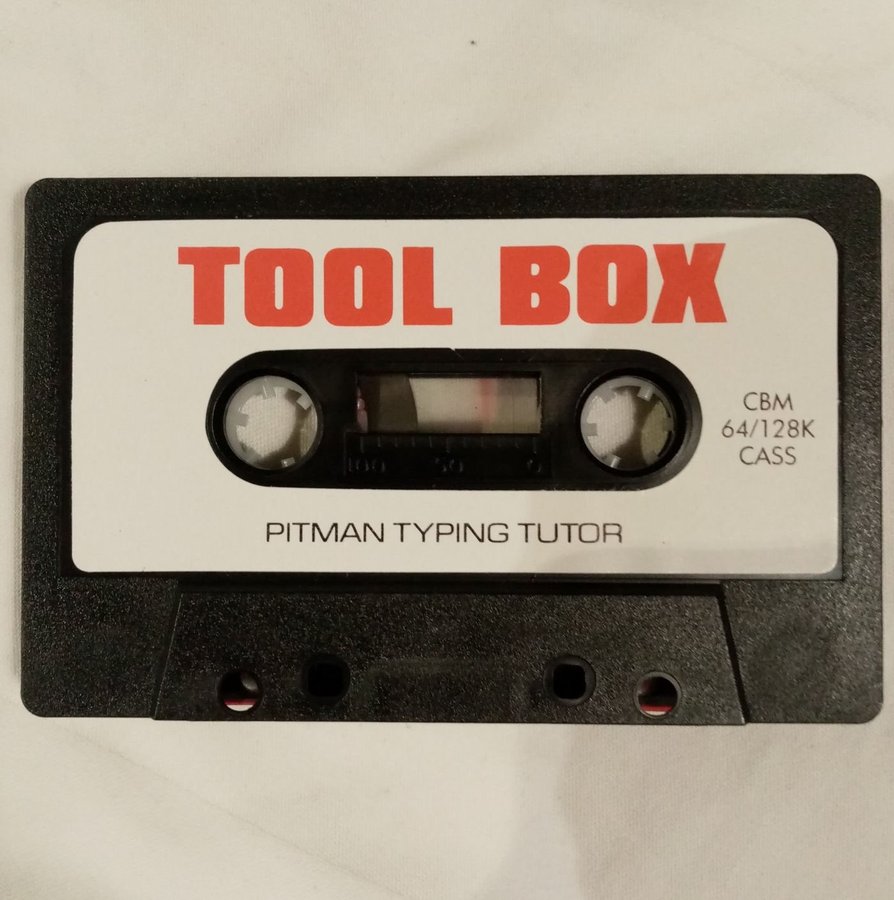 TOOL BOX
CBM
64/128K
CASS
100 50 0
PITMAN TYPING TUTOR